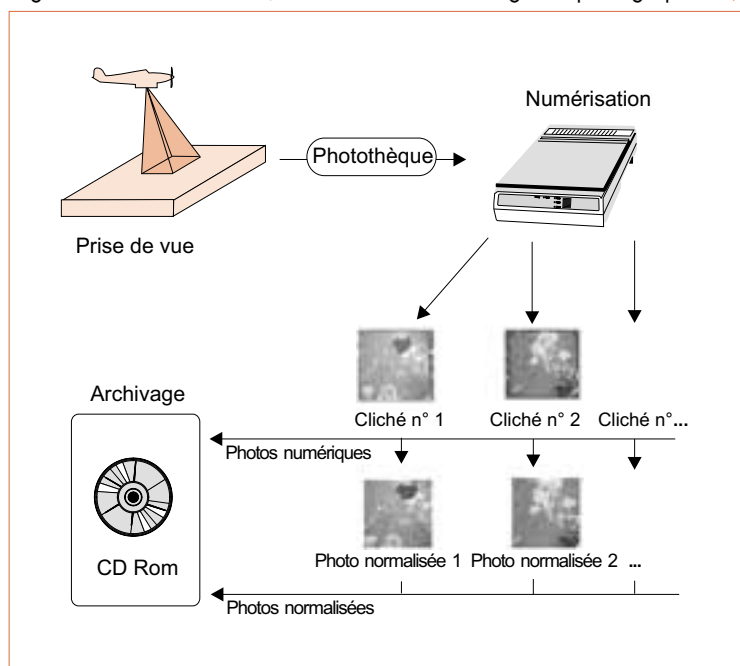 Numérisation
Photothèque
Prise de vue
Archivage
Cliché n° 1 Cliché n° 2 Cliché n°...
Photos numériques
CD Rom
Photo normalisée 1 Photo normalisée 2 ...
Photos normalisées